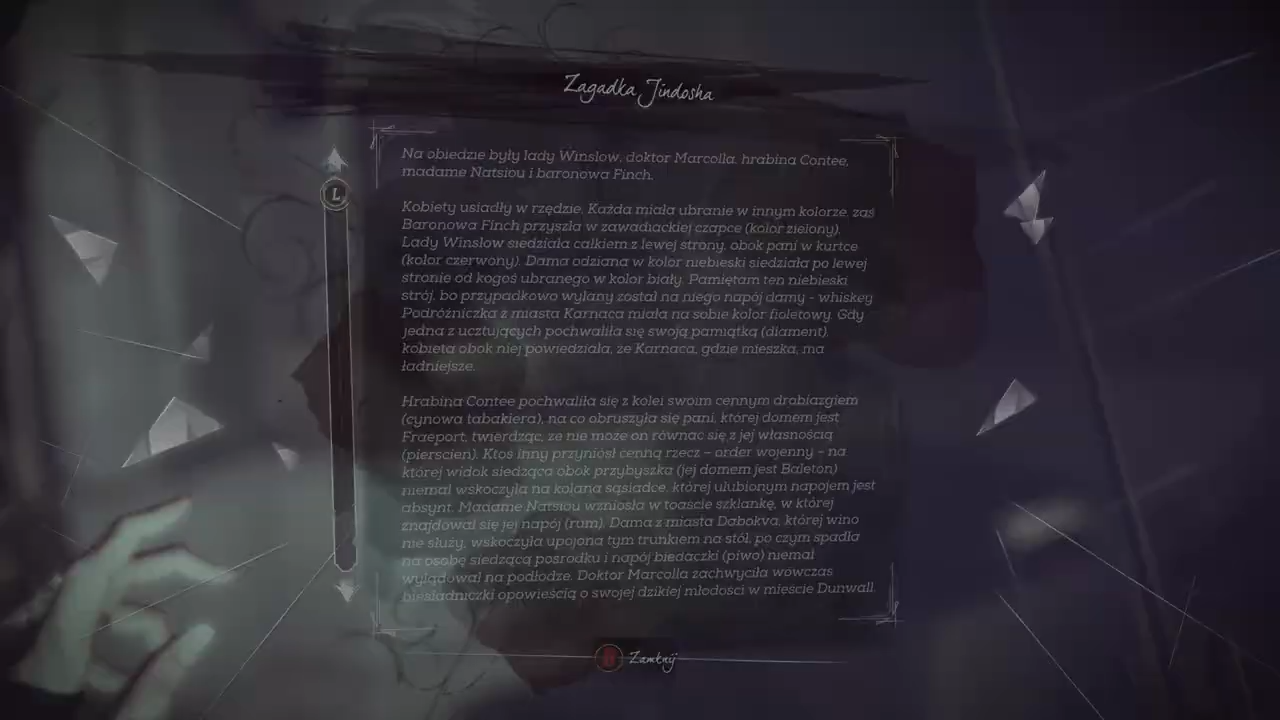 Zagadka Jindosha
Na obiedzie były lady Winslow, doktor Marcolla, hrabina Contee,
madame Natsiou i baronowa Finch.
Kobiety usiadły w rzędzie. Każda miała ubranie w innym kolorze, zaś
Baronowa Finch przyszła w zawadiackiej czapce (kolor zielony).
Lady Winslow siedziała całkiem z lewej strony, obok pani w kurtce
(kolor czerwony). Dama odziana w kolor niebieski siedziała po lewej
stronie od kogoś ubranego w kolor biały. Pamiętam ten niebieski
strój, bo przypadkowo wylany został na niego napój damy - whiskey
Podróżniczka z miasta Karnaca miała na sobie kolor fioletowy. Gdy
jedna z ucztujących pochwaliła się swoją pamiątką (diament),
kobieta obok niej powiedziała, że Karnaca, gdzie mieszka, ma
ładniejsze.
Hrabina Contee pochwaliła się z kolei swoim cennym drobiazgiem
(cynowa tabakiera), na co obruszyła się pani, której domem jest
Fraeport, twierdząc, że nie może on równać się z jej własnością
(pierścień). Ktoś inny przyniósł cenną rzecz – order wojenny – na
której widok siedząca obok przybyszka (jej domem jest Baleton)
niemal wskoczyła na kolana sąsiadce, której ulubionym napojem jest
absynt. Madame Natsiou wzniosła w toaście szklankę, w której
znajdował się jej napój (rum). Dama z miasta Dabokva, której wino
nie służy, wskoczyła upojona tym trunkiem na stół, po czym spadła
na osobę siedzącą pośrodku i napój biedaczki (piwo) niemal
wylądował na podłodze. Doktor Marcolla zachwyciła wówczas
biesiadniczki opowieścią o swojej dzikiej młodości w mieście Dunwall.
L
B Zamknij